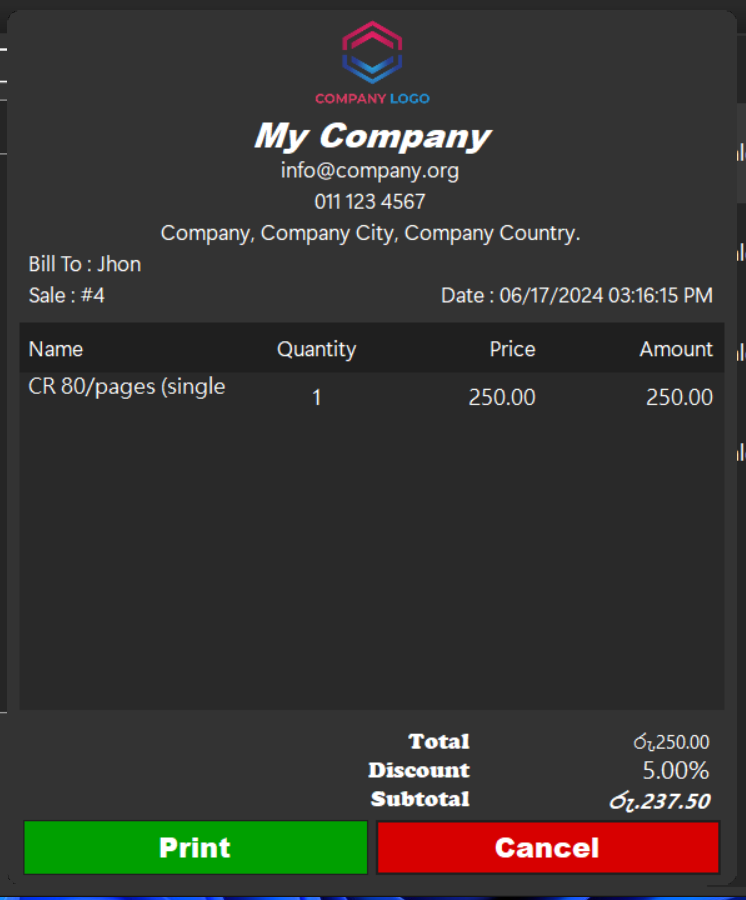 COMPANY LOGO
My Company
info@company.org
011 123 4567
Company, Company City, Company Country.
Bill To : Jhon
Sale : #4 Date : 06/17/2024 03:16:15 PM
Name Quantity Price Amount
CR 80/pages (single 1 250.00 250.00
Total රු.250.00
Discount 5.00%
Subtotal රු.237.50
Print Cancel